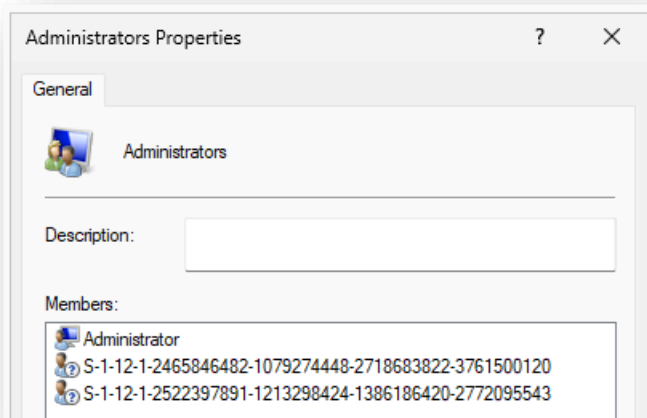 Administrators Properties
?
General
Administrators
Description:
Members:
Administrator
S-1-12-1-2465846482-1079274448-2718683822-3761500120
S-1-12-1-2522397891-1213298424-1386186420-2772095543